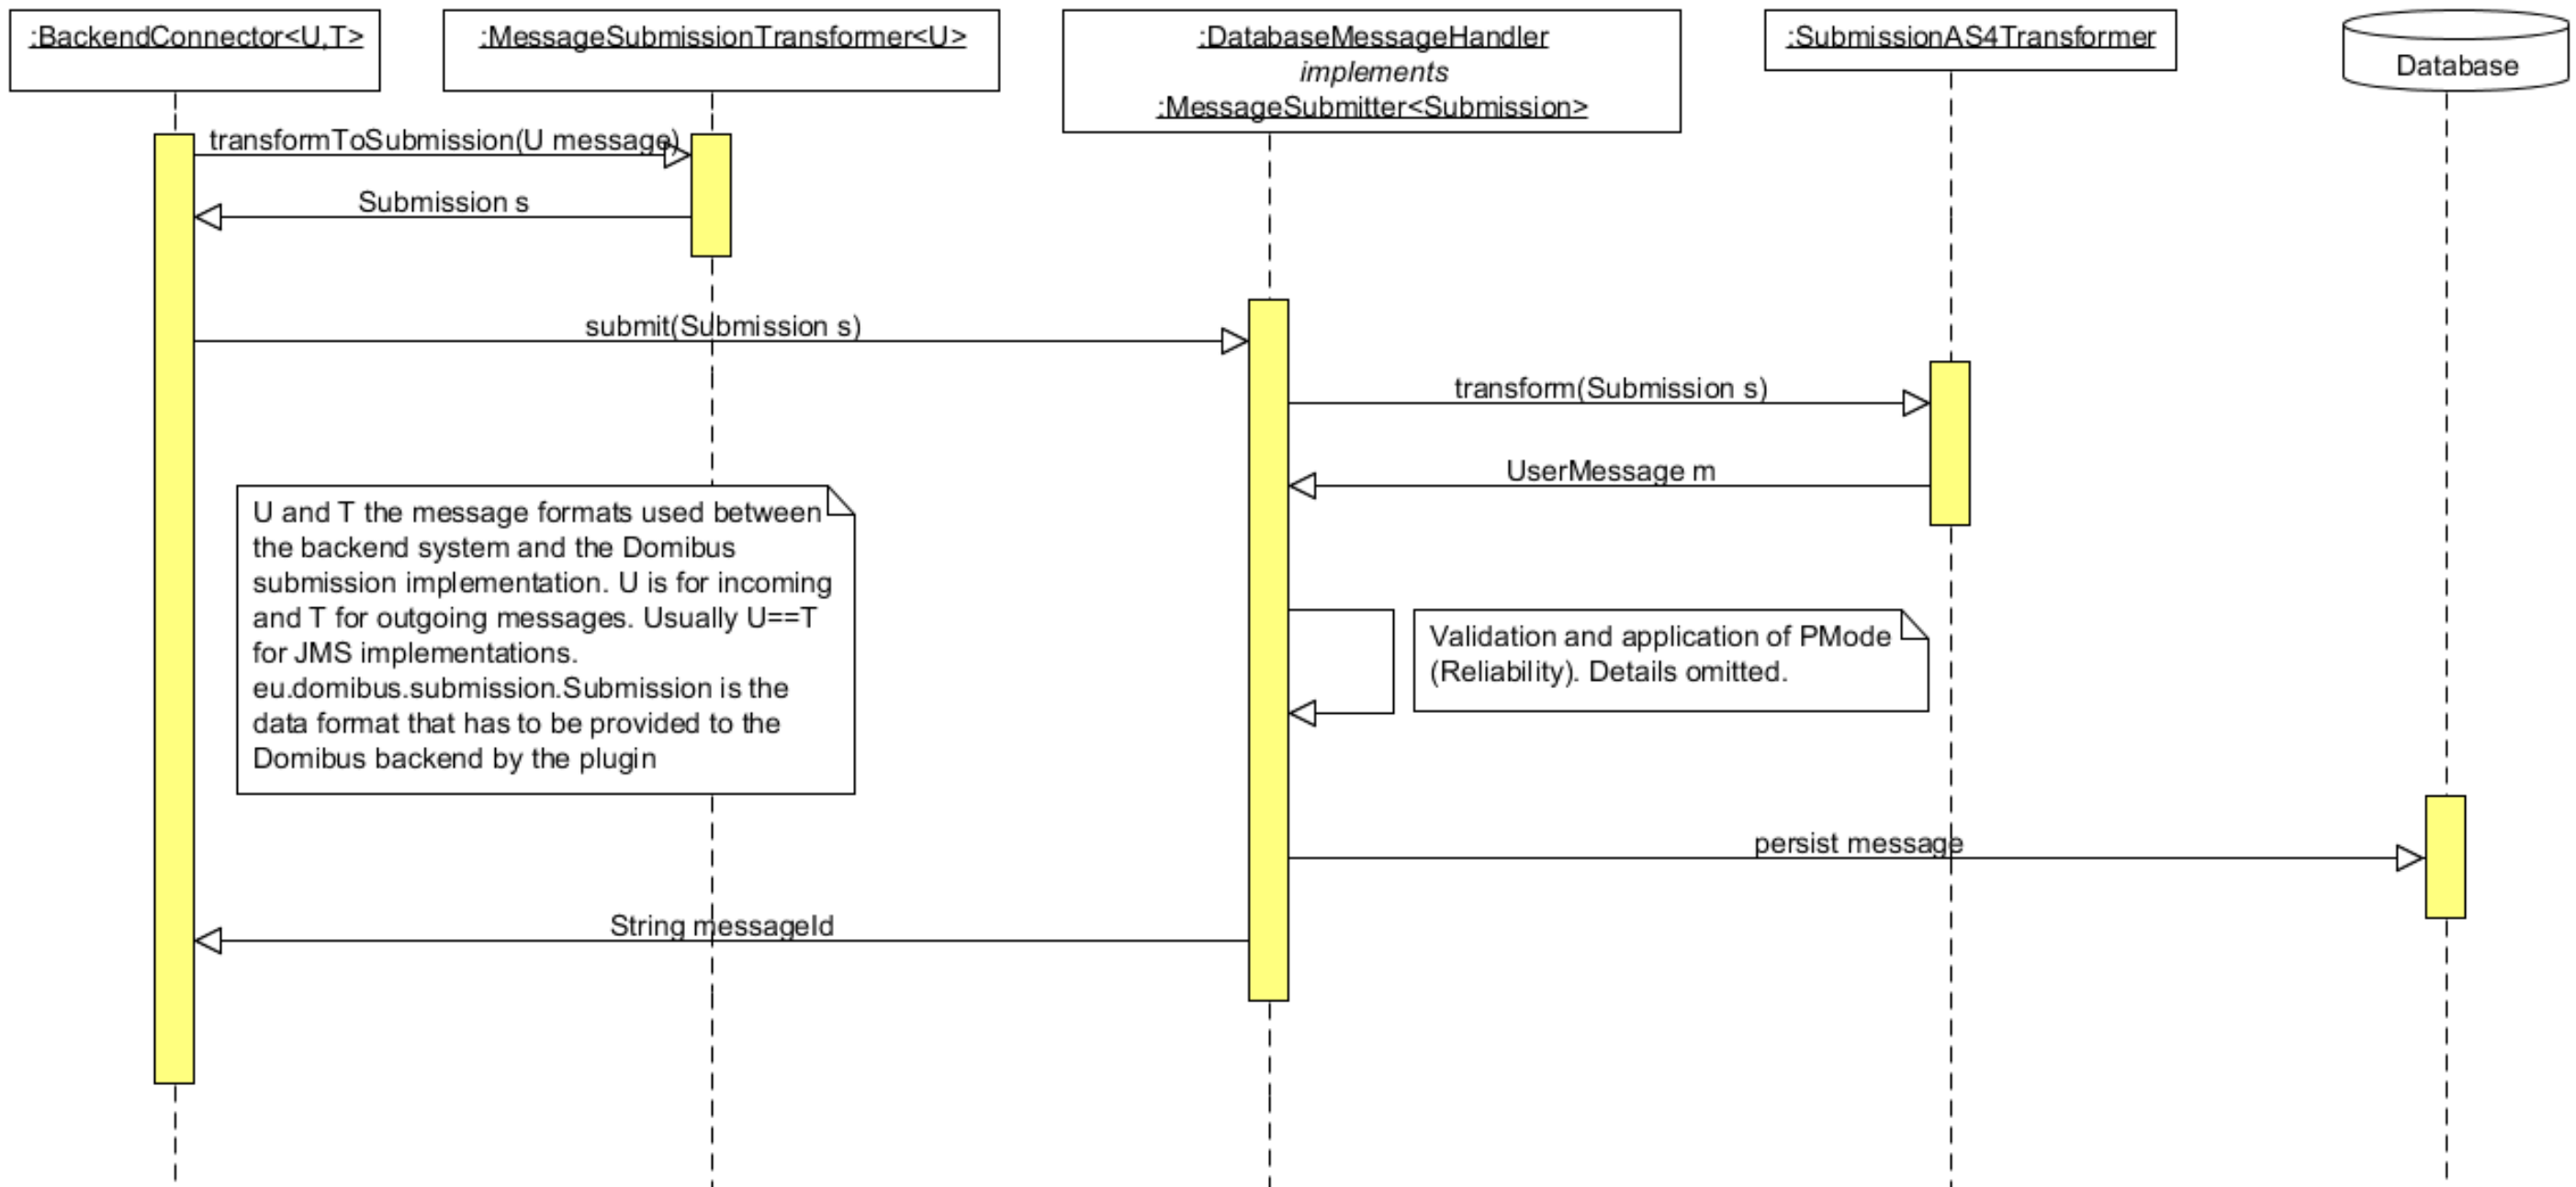 :BackendConnector<U,T>
:MessageSubmissionTransformer<U>
:DatabaseMessageHandler
implements
:MessageSubmitter<Submission>
:SubmissionAS4Transformer
Database
transformToSubmission(U message)
Submission s
submit(Submission s)
transform(Submission s)
UserMessage m
U and T the message formats used between
the backend system and the Domibus
submission implementation. U is for incoming
and T for outgoing messages. Usually U==T
for JMS implementations.
eu.domibus.submission.Submission is the
data format that has to be provided to the
Domibus backend by the plugin
Validation and application of PMode
(Reliability). Details omitted.
persist message
String messageId